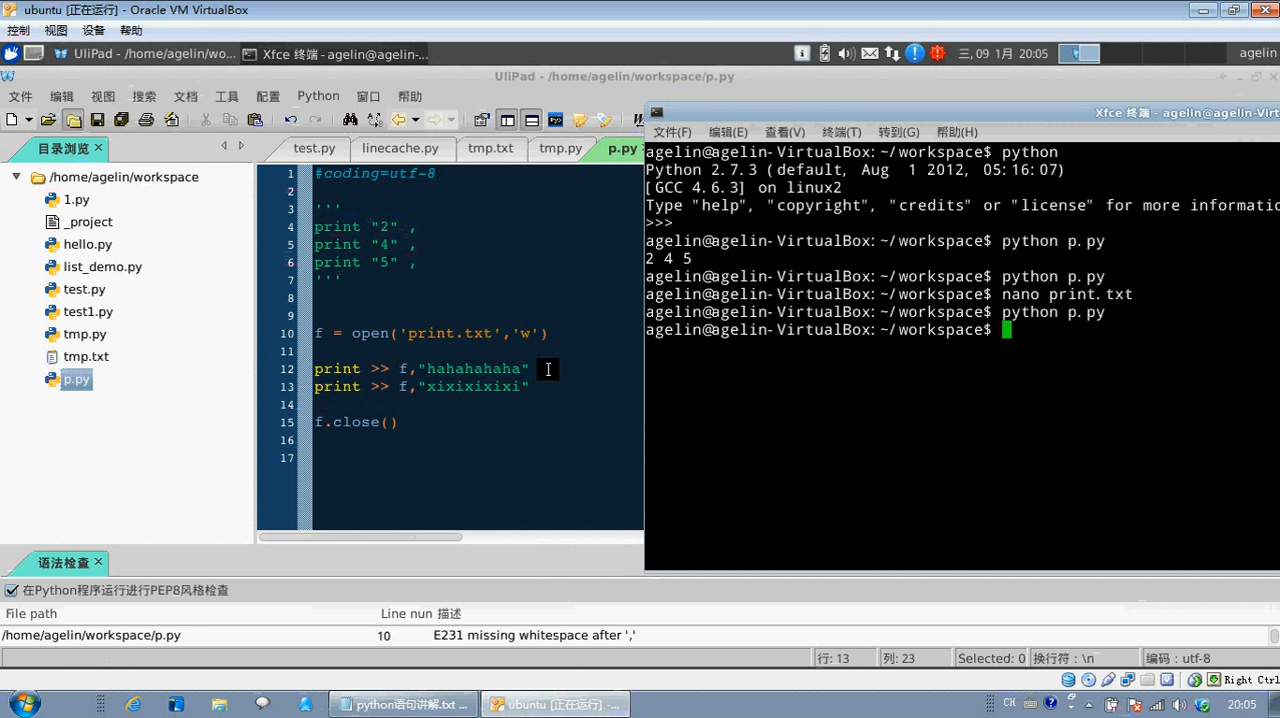 ubuntu [正在运行] - Oracle VM VirtualBox
控制 视图 设备 帮助
UliPad - /home/agelin/wo... Xfce 终端 - agelin@agelin-... 三, 09 1月 20:05 agelin
UliPad - /home/agelin/workspace/p.py
文件 编辑 视图 搜索 文档 工具 配置 Python 窗口 帮助
目录浏览
/home/agelin/workspace
1.py
_project
hello.py
list_demo.py
test.py
test1.py
tmp.py
tmp.txt
p.py
test.py linecache.py tmp.txt tmp.py p.py
1 #coding=utf-8
2
3 '''
4 print "2" ,
5 print "4" ,
6 print "5" ,
7 '''
8
9
10 f = open('print.txt','w')
11
12 print >> f,"hahahahaha"
13 print >> f,"xixixixixi"
14
15 f.close()
16
17
Xfce 终端 - agelin@agelin-Virt
文件(F) 编辑(E) 查看(V) 终端(T) 转到(G) 帮助(H)
agelin@agelin-VirtualBox:~/workspace$ python
Python 2.7.3 (default, Aug 1 2012, 05:16:07)
[GCC 4.6.3] on linux2
Type "help", "copyright", "credits" or "license" for more informatio
>>>
agelin@agelin-VirtualBox:~/workspace$ python p.py
2 4 5
agelin@agelin-VirtualBox:~/workspace$ python p.py
agelin@agelin-VirtualBox:~/workspace$ nano print.txt
agelin@agelin-VirtualBox:~/workspace$ python p.py
agelin@agelin-VirtualBox:~/workspace$
语法检查
在Python程序运行进行PEP8风格检查
File path Line nun 描述
/home/agelin/workspace/p.py 10 E231 missing whitespace after ','
行: 13 列: 23 Selected: 0 换行符：\n 编码：utf-8
Right Ctrl
python语句讲解.txt ... ubuntu [正在运行] -... CH 20:05